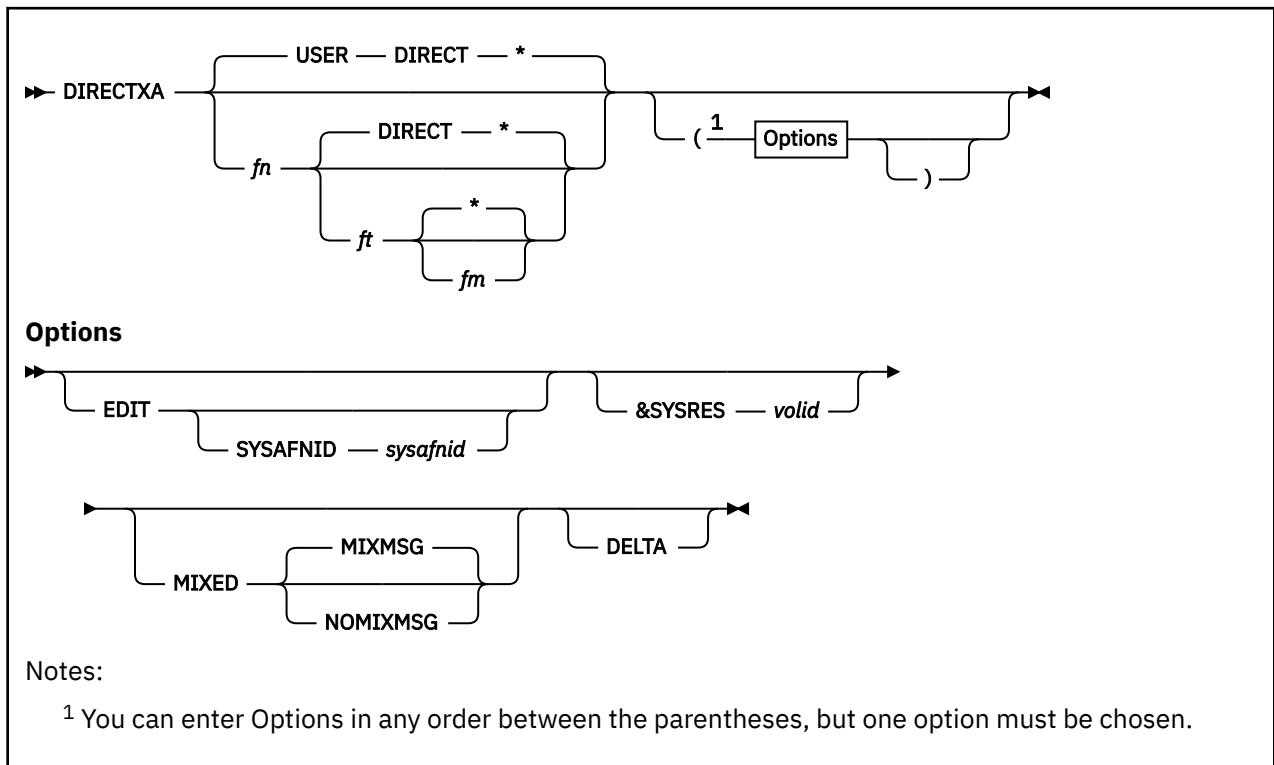 USER DIRECT *
DIRECTXA
DIRECT *
( 1 Options
fn
)
*
ft
fm
Options
EDIT
&SYSRES volid
SYSAFNID sysafnid
MIXMSG
DELTA
MIXED
NOMIXMSG
Notes:
1 You can enter Options in any order between the parentheses, but one option must be chosen.